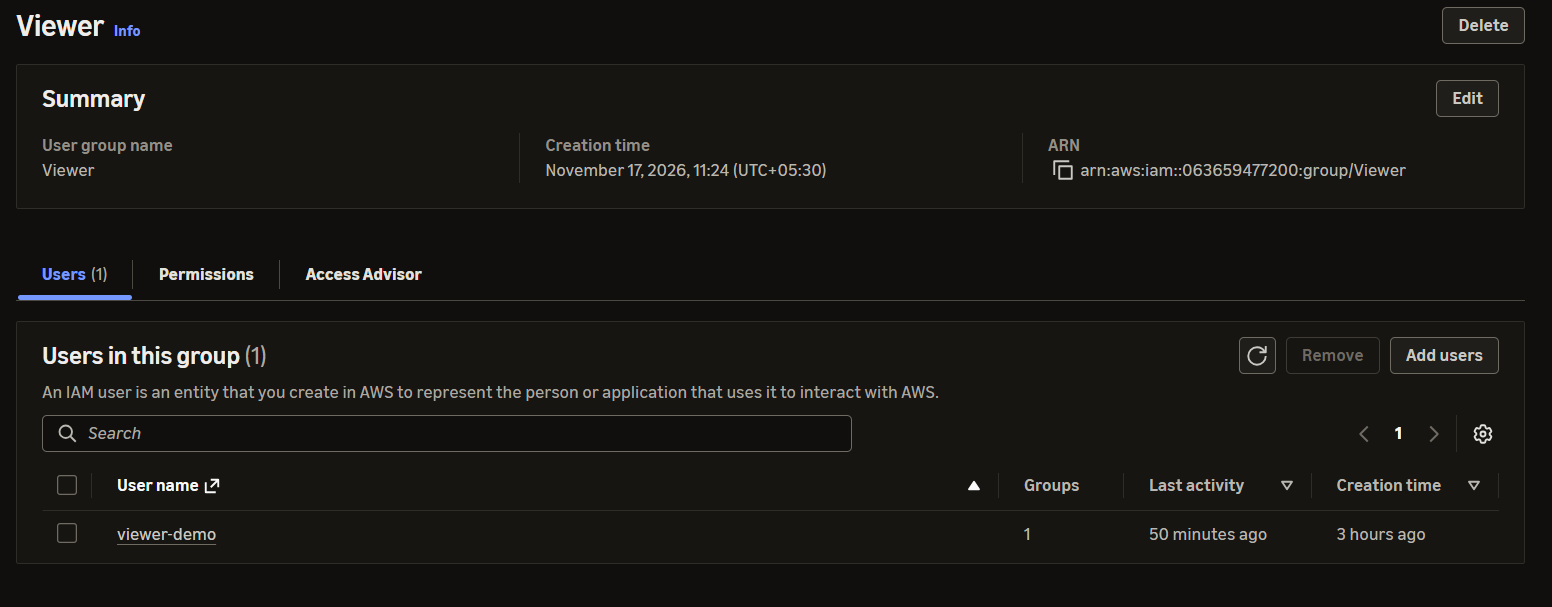 Viewer Info
Delete
Summary
Edit
User group name
Viewer
Creation time
November 17, 2026, 11:24 (UTC+05:30)
ARN
arn:aws:iam::063659477200:group/Viewer
Users (1)
Permissions
Access Advisor
Users in this group (1)
Remove
Add users
An IAM user is an entity that you create in AWS to represent the person or application that uses it to interact with AWS.
Search
1
User name
Groups
Last activity
Creation time
viewer-demo
1
50 minutes ago
3 hours ago